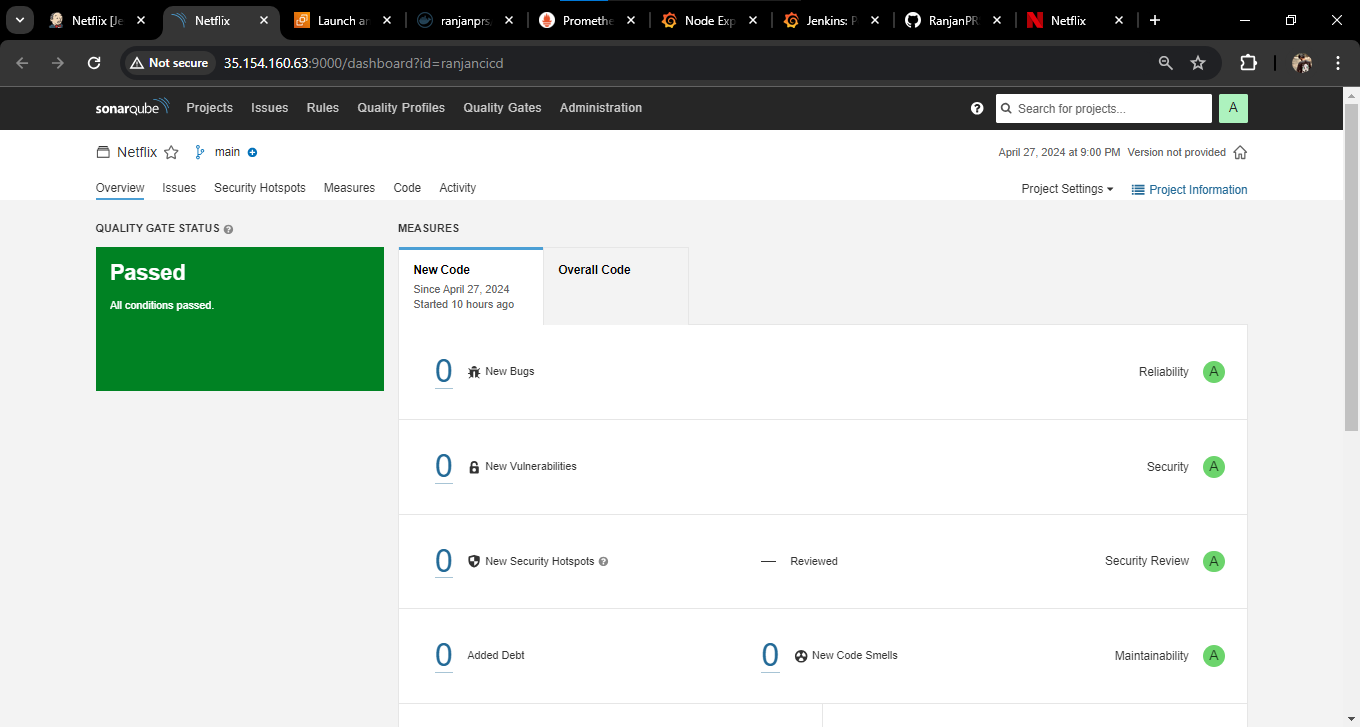 Netflix [Je
Netflix
Launch an
ranjanprs
Promethe
Node Exp
Jenkins: P
RanjanPR
Netflix
Not secure
35.154.160.63:9000/dashboard?id=ranjancicd
sonarqube
Projects
Issues
Rules
Quality Profiles
Quality Gates
Administration
Search for projects...
A
Netflix
main
April 27, 2024 at 9:00 PM Version not provided
Overview
Issues
Security Hotspots
Measures
Code
Activity
Project Settings
Project Information
QUALITY GATE STATUS
MEASURES
Passed
All conditions passed.
New Code
Since April 27, 2024
Started 10 hours ago
Overall Code
0 New Bugs
Reliability A
0 New Vulnerabilities
Security A
0 New Security Hotspots
— Reviewed
Security Review A
0 Added Debt
0 New Code Smells
Maintainability A